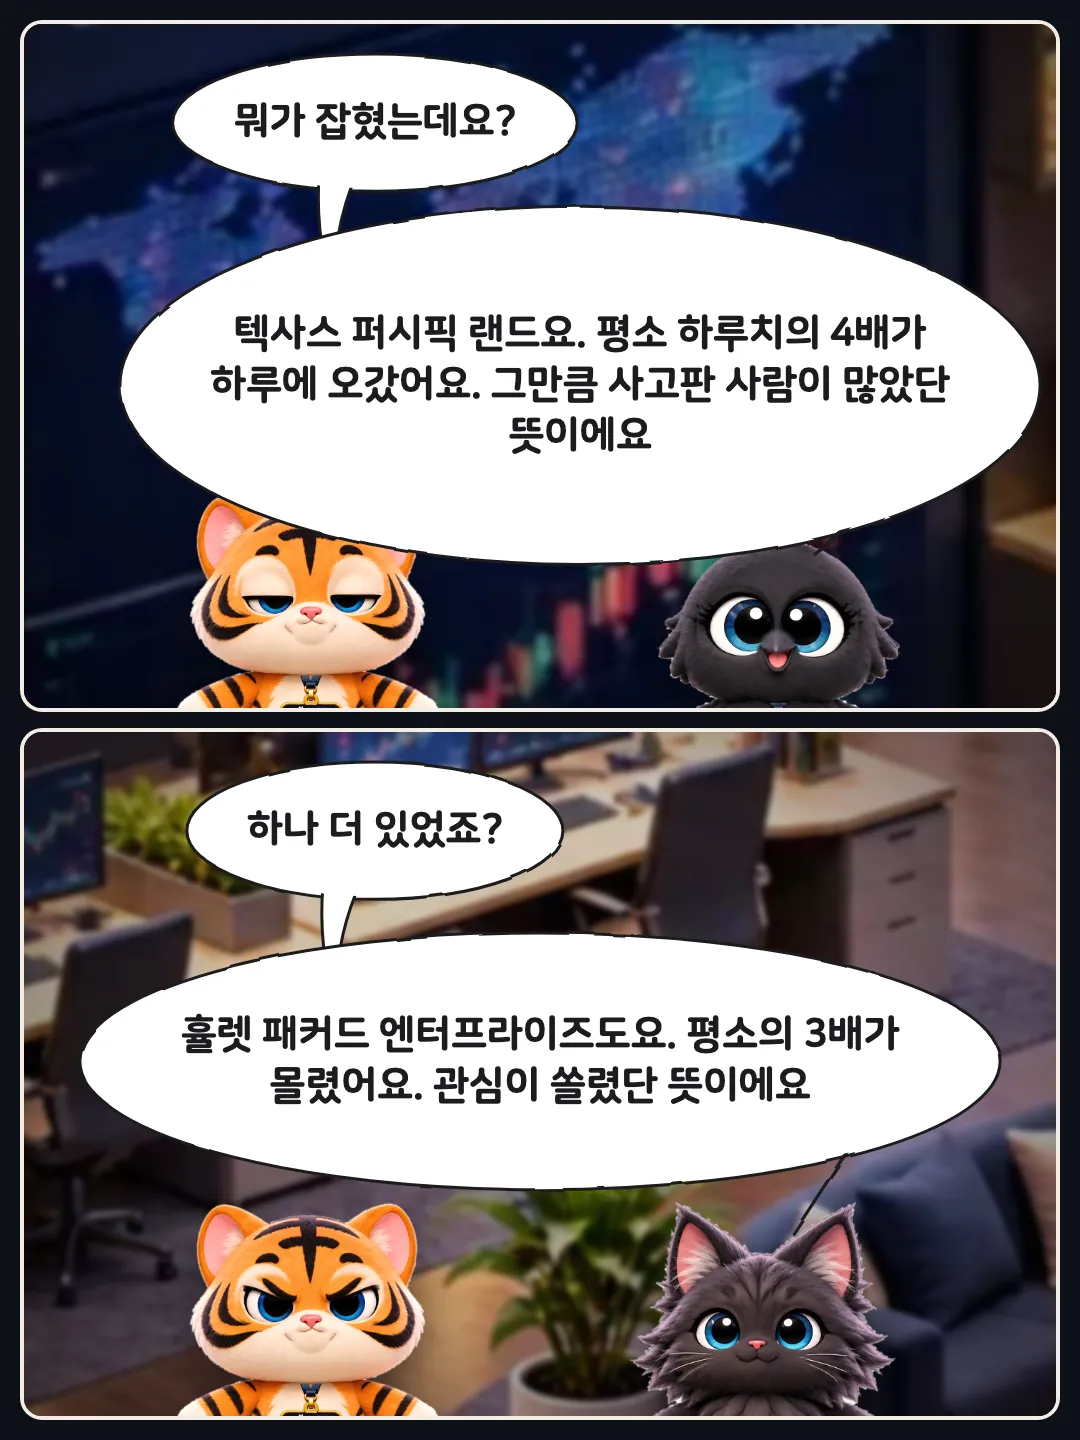 뭐가 잡혔는데요?
텍사스 퍼시픽 랜드요. 평소 하루치의 4배가
하루에 오갔어요. 그만큼 사고판 사람이 많았단
뜻이에요
하나 더 있었죠?
휴렛 패커드 엔터프라이즈도요. 평소의 3배가
몰렸어요. 관심이 쏠렸단 뜻이에요